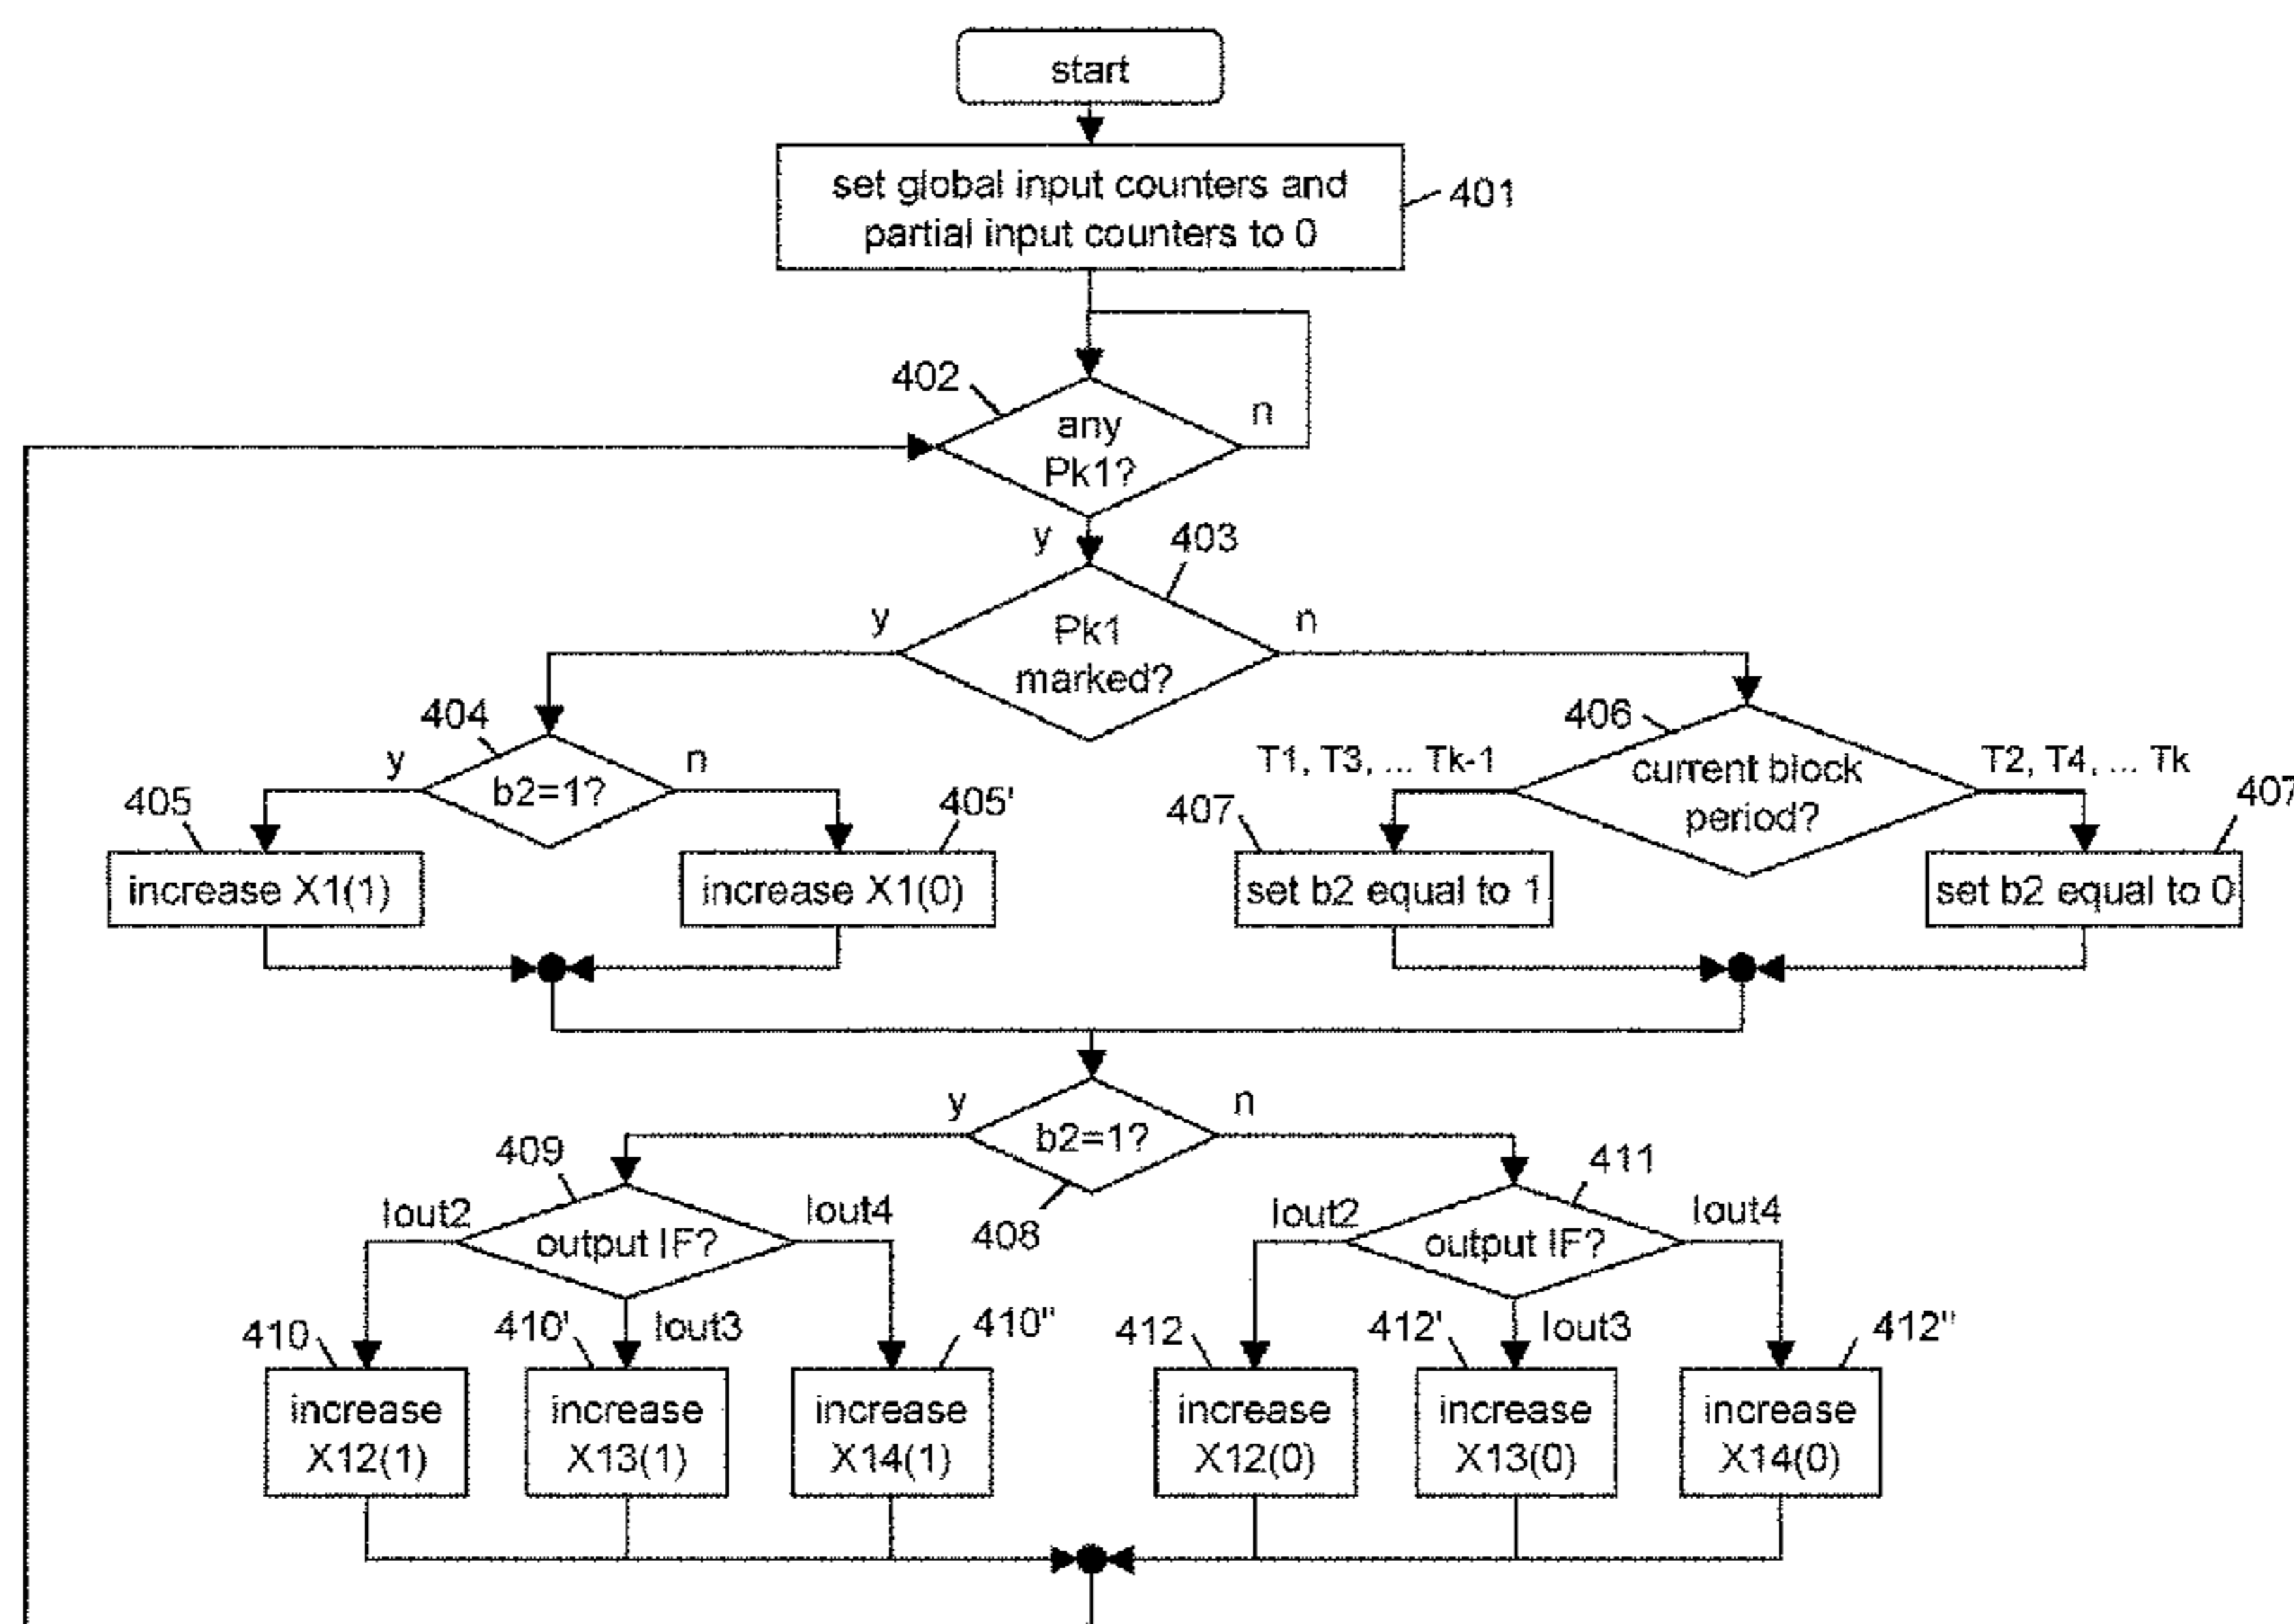 start
set global input counters and
partial input counters to 0
401
402
any
Pk1?
n
y
403
Pk1
marked?
y
n
404
b2=1?
y
n
405
increase X1(1)
405'
increase X1(0)
406
current block
period?
T1, T3, ... Tk-1
T2, T4, ... Tk
407
set b2 equal to 1
407
set b2 equal to 0
y
b2=1?
n
408
409
output IF?
Iout2
Iout4
Iout3
411
output IF?
Iout2
Iout4
Iout3
410
increase
X12(1)
410'
increase
X13(1)
410"
increase
X14(1)
412
increase
X12(0)
412'
increase
X13(0)
412"
increase
X14(0)